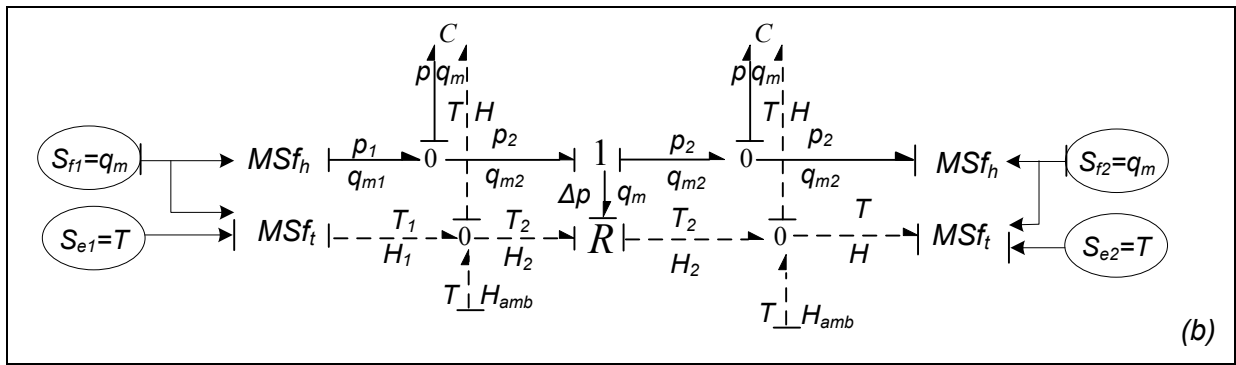 C
C
p q_m
p q_m
T H
T H
S_f1=q_m
MSf_h
p_1
q_m1
0
p_2
q_m2
1
p_2
q_m2
0
p_2
q_m2
MSf_h
S_f2=q_m
Δp q_m
S_e1=T
MSf_t
T_1
H_1
0
T_2
H_2
R
T_2
H_2
0
T
H
MSf_t
S_e2=T
T H_amb
T H_amb
(b)